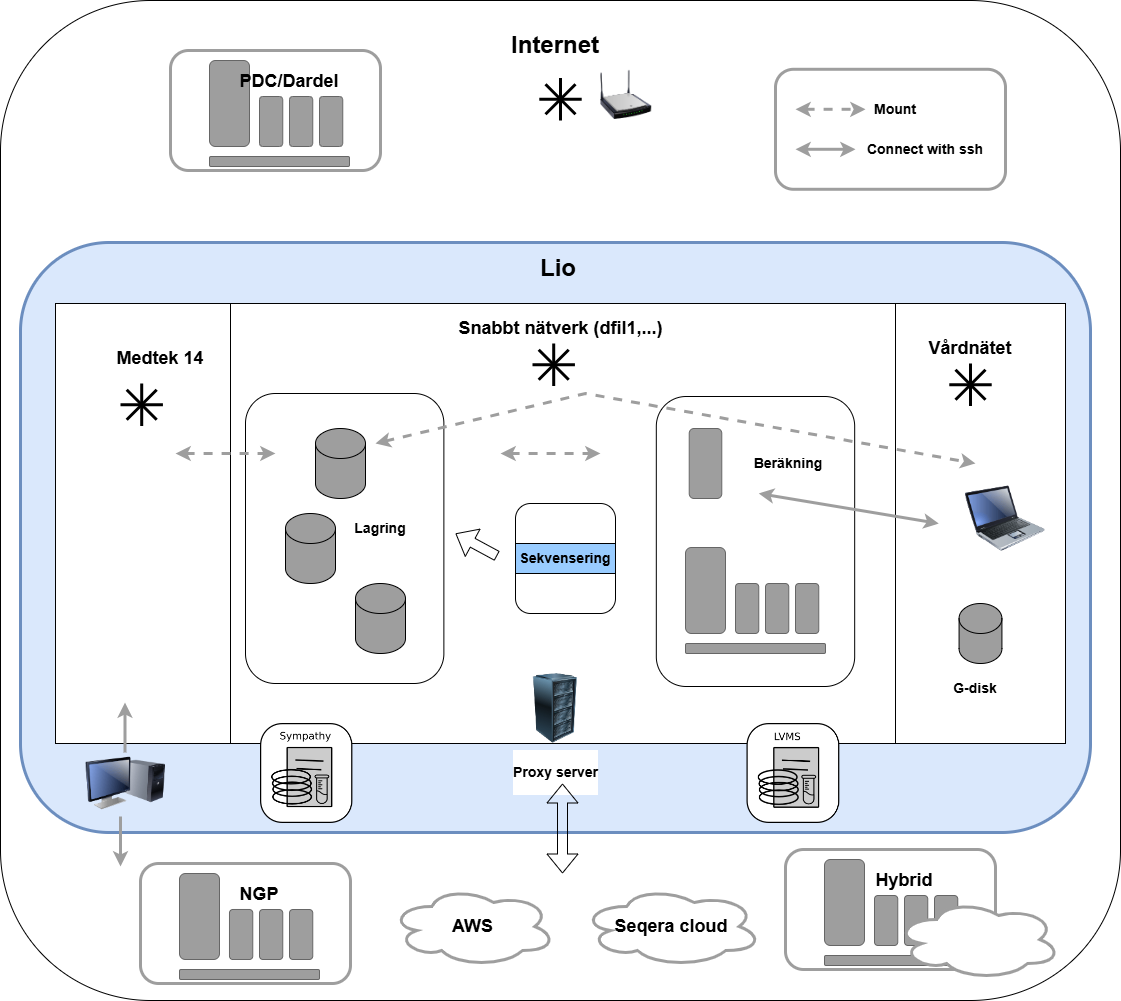 Internet
PDC/Dardel
Mount
Connect with ssh
Lio
Snabbt nätverk (dfil1,...)
Medtek 14
Vårdnätet
Beräkning
Lagring
Sekvensering
G-disk
Sympathy
LVMS
Proxy server
NGP
Hybrid
AWS
Seqera cloud